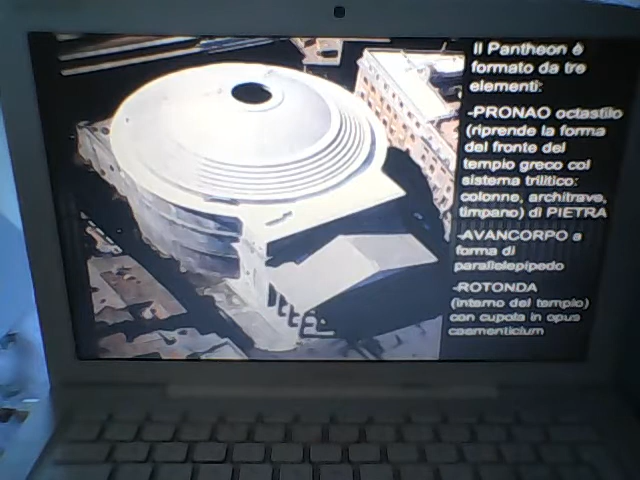 Il Pantheon è
formato da tre
elementi:
-PRONAO octastilo
(riprende la forma
del fronte del
tempio greco col
sistema trilitico:
colonne, architrave,
timpano) di PIETRA
-AVANCORPO a
forma di
parallelepipedo
-ROTONDA
(interno del tempio)
con cupola in opus
caementicium